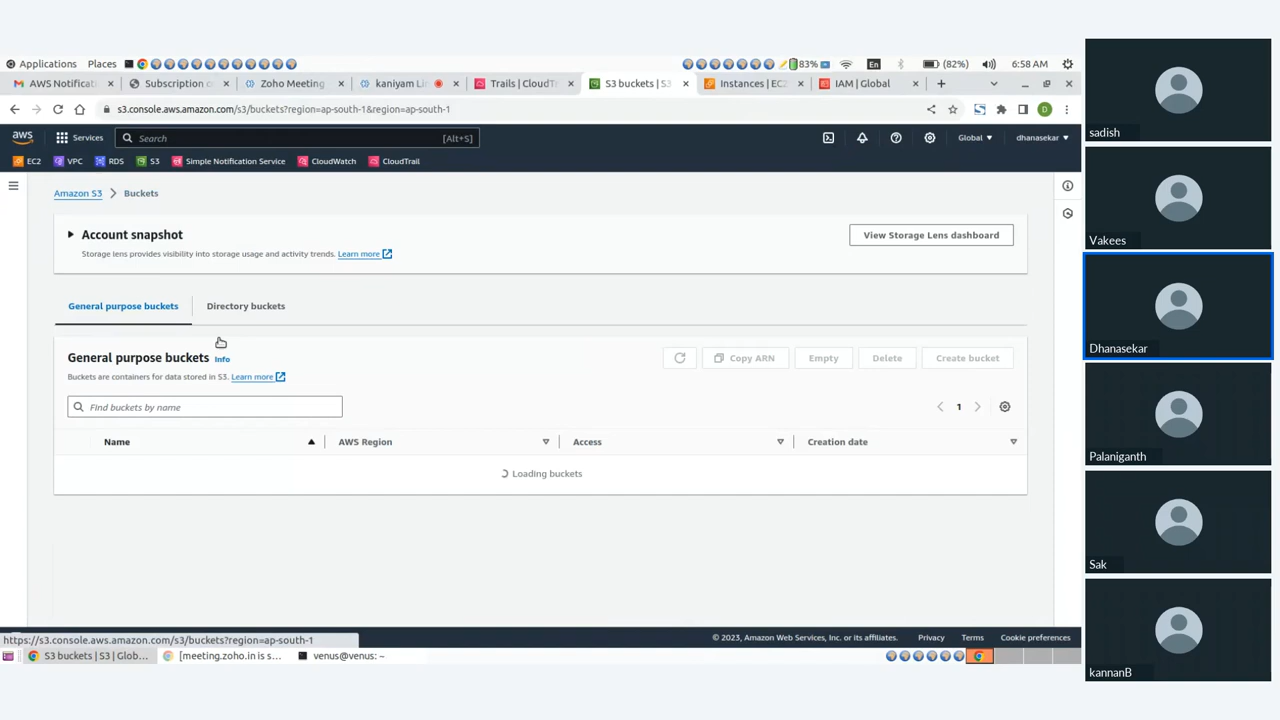 Applications Places 83% (82%) 6:58 AM
En
AWS Notificat
Subscription c
Zoho Meeting
kaniyam Li
Trails | CloudTr
S3 buckets | S3
Instances | EC2
IAM | Global
s3.console.aws.amazon.com/s3/buckets?region=ap-south-1&region=ap-south-1
D
aws Services Search [Alt+S] Global dhanasekar
EC2 VPC RDS S3 Simple Notification Service CloudWatch CloudTrail
Amazon S3 Buckets
Account snapshot
Storage lens provides visibility into storage usage and activity trends. Learn more
View Storage Lens dashboard
General purpose buckets Directory buckets
General purpose buckets Info
Buckets are containers for data stored in S3. Learn more
Copy ARN Empty Delete Create bucket
Find buckets by name
1
Name AWS Region Access Creation date
Loading buckets
https://s3.console.aws.amazon.com/s3/buckets?region=ap-south-1
© 2023, Amazon Web Services, Inc. or its affiliates. Privacy Terms Cookie preferences
S3 buckets | S3 | Glob... [meeting.zoho.in is s... venus@venus: ~
sadish
Vakees
Dhanasekar
Palaniganth
Sak
kannanB